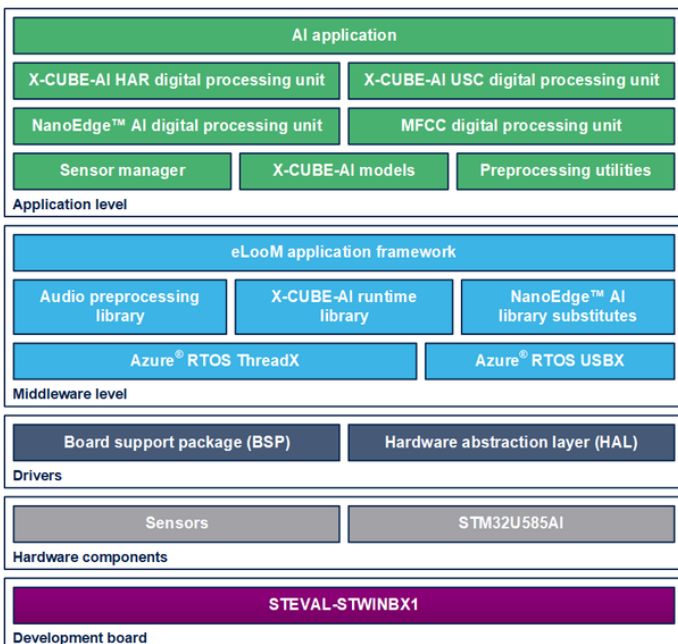 AI application
X-CUBE-AI HAR digital processing unit
X-CUBE-AI USC digital processing unit
NanoEdge™ AI digital processing unit
MFCC digital processing unit
Sensor manager
X-CUBE-AI models
Preprocessing utilities
Application level
eLooM application framework
Audio preprocessing
library
X-CUBE-AI runtime
library
NanoEdge™ AI
library substitutes
Azure® RTOS ThreadX
Azure® RTOS USBX
Middleware level
Board support package (BSP)
Hardware abstraction layer (HAL)
Drivers
Sensors
STM32U585AI
Hardware components
STEVAL-STWINBX1
Development board